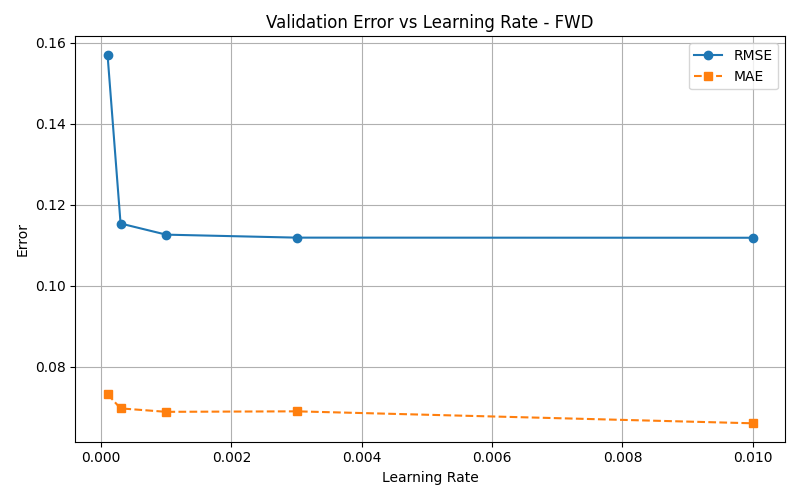 Validation Error vs Learning Rate - FWD
RMSE
MAE
Error
0.16
0.14
0.12
0.10
0.08
0.000
0.002
0.004
0.006
0.008
0.010
Learning Rate